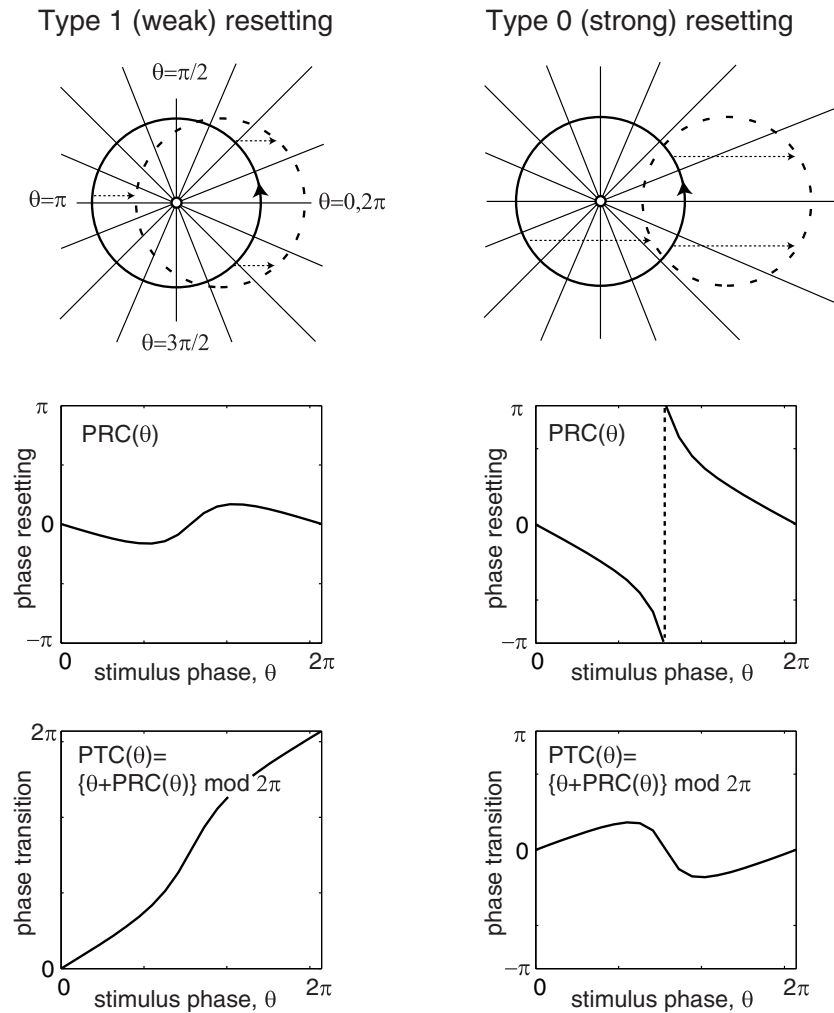 Type 1 (weak) resetting
θ=π/2
θ=π
θ=0,2π
θ=3π/2
π
PRC(θ)
0
phase resetting
−π
0
2π
stimulus phase, θ
2π
PTC(θ)=
{θ+PRC(θ)} mod 2π
phase transition
0
0
2π
stimulus phase, θ
Type 0 (strong) resetting
π
PRC(θ)
0
phase resetting
−π
0
2π
stimulus phase, θ
π
PTC(θ)=
{θ+PRC(θ)} mod 2π
0
phase transition
−π
0
2π
stimulus phase, θ